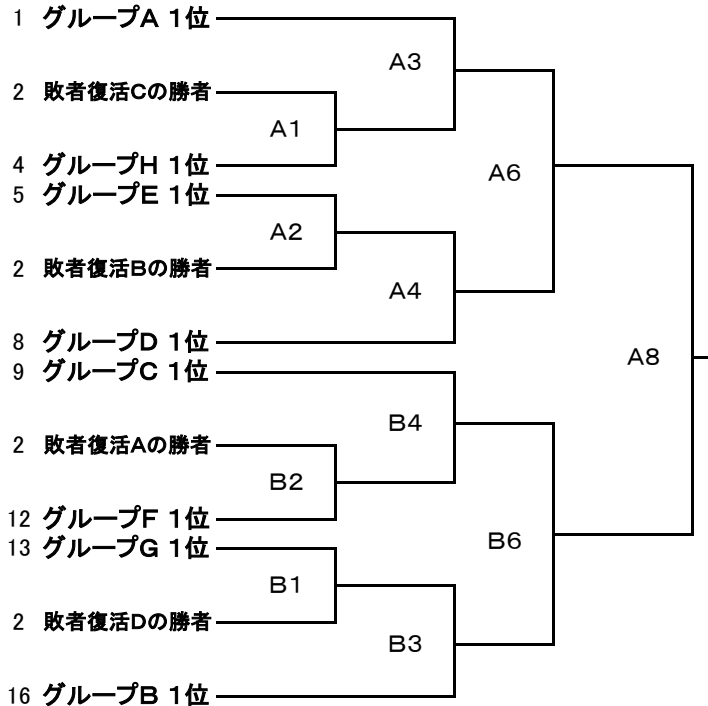 1 グループA 1位
A3
2 敗者復活Cの勝者
A1
4 グループH 1位
A6
5 グループE 1位
A2
2 敗者復活Bの勝者
A4
8 グループD 1位
A8
9 グループC 1位
B4
2 敗者復活Aの勝者
B2
12 グループF 1位
B6
13 グループG 1位
B1
2 敗者復活Dの勝者
B3
16 グループB 1位